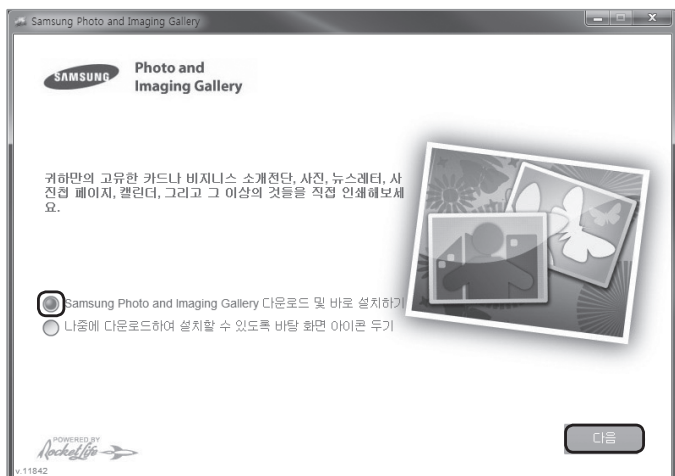 Samsung Photo and Imaging Gallery
SAMSUNG
Photo and
Imaging Gallery
귀하만의 고유한 카드나 비지니스 소개전단, 사진, 뉴스레터, 사
진첩 페이지, 캘린더, 그리고 그 이상의 것들을 직접 인쇄해보세
요.
Samsung Photo and Imaging Gallery 다운로드 및 바로 설치하기
나중에 다운로드하여 설치할 수 있도록 바탕 화면 아이콘 두기
POWERED BY
RocketLife
다음
v.11842